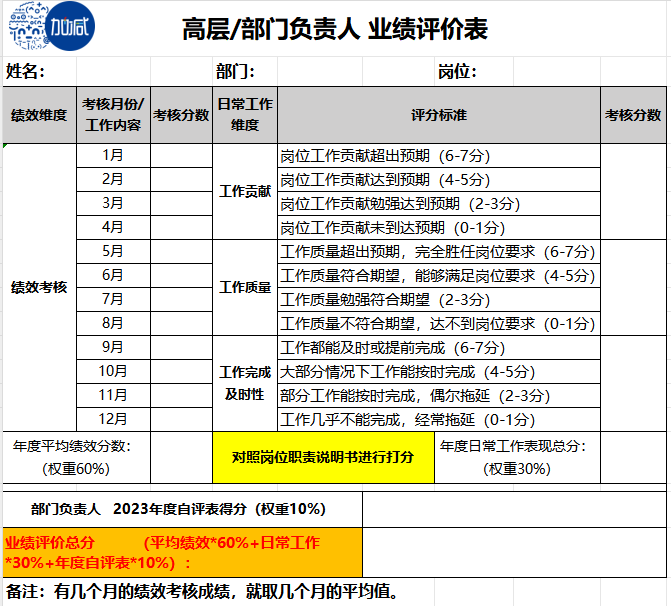 加减
高层/部门负责人 业绩评价表
姓名： 部门： 岗位：
绩效维度 考核月份/工作内容 考核分数 日常工作维度 评分标准 考核分数
绩效考核
1月
2月
3月
4月
5月
6月
7月
8月
9月
10月
11月
12月
工作贡献
岗位工作贡献超出预期（6-7分）
岗位工作贡献达到预期（4-5分）
岗位工作贡献勉强达到预期（2-3分）
岗位工作贡献未到达预期（0-1分）
工作质量
工作质量超出预期，完全胜任岗位要求（6-7分）
工作质量符合期望，能够满足岗位要求（4-5分）
工作质量勉强符合期望（2-3分）
工作质量不符合期望，达不到岗位要求（0-1分）
工作完成
及时性
工作都能及时或提前完成（6-7分）
大部分情况下工作能按时完成（4-5分）
部分工作能按时完成，偶尔拖延（2-3分）
工作几乎不能完成，经常拖延（0-1分）
年度平均绩效分数：
（权重60%）
对照岗位职责说明书进行打分
年度日常工作表现总分：
（权重30%）
部门负责人 2023年度自评表得分（权重10%）
业绩评价总分 （平均绩效*60%+日常工作
*30%+年度自评表*10%）：
备注：有几个月的绩效考核成绩，就取几个月的平均值。